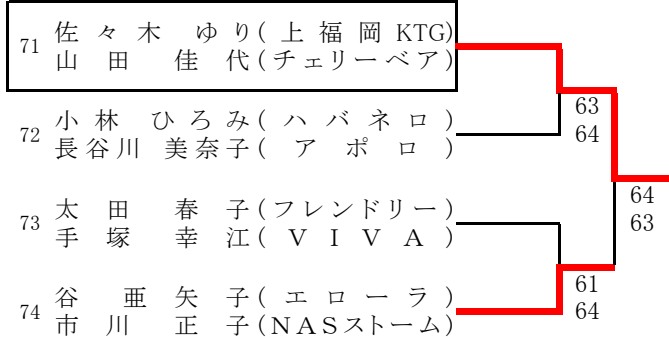 71 佐々木 ゆり(上福岡KTG)
山田 佳代(チェリーベア)
63
64
72 小林 ひろみ(ハバネロ)
長谷川 美奈子(アポロ)
64
63
73 太田 春子(フレンドリー)
手塚 幸江(VIVA)
61
64
74 谷 亜矢子(エローラ)
市川 正子(NASストーム)